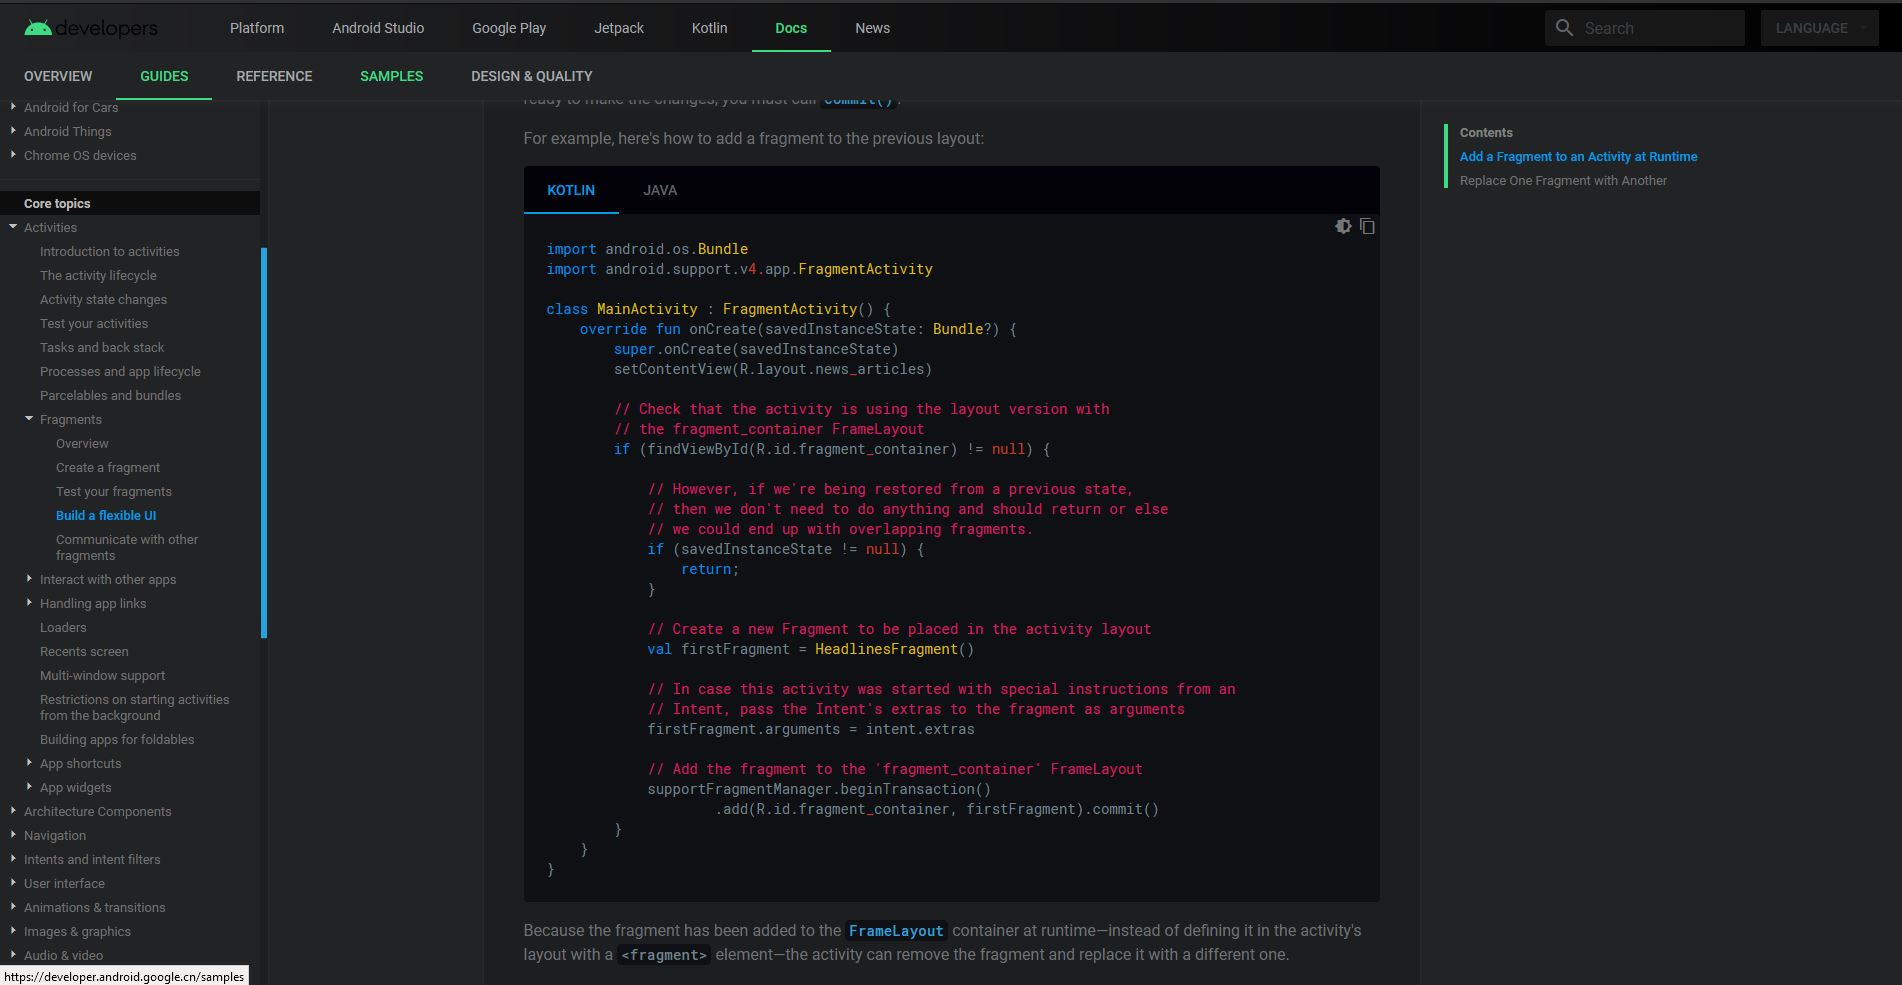 developers
Platform
Android Studio
Google Play
Jetpack
Kotlin
Docs
News
Search
LANGUAGE
OVERVIEW
GUIDES
REFERENCE
SAMPLES
DESIGN & QUALITY
Android for Cars
Android Things
Chrome OS devices
Core topics
Activities
Introduction to activities
The activity lifecycle
Activity state changes
Test your activities
Tasks and back stack
Processes and app lifecycle
Parcelables and bundles
Fragments
Overview
Create a fragment
Test your fragments
Build a flexible UI
Communicate with other
fragments
Interact with other apps
Handling app links
Loaders
Recents screen
Multi-window support
Restrictions on starting activities
from the background
Building apps for foldables
App shortcuts
App widgets
Architecture Components
Navigation
Intents and intent filters
User interface
Animations & transitions
Images & graphics
Audio & video
https://developer.android.google.cn/samples
ready to make the changes, you must call commit().
For example, here's how to add a fragment to the previous layout:
KOTLIN
JAVA
import android.os.Bundle
import android.support.v4.app.FragmentActivity
class MainActivity : FragmentActivity() {
override fun onCreate(savedInstanceState: Bundle?) {
super.onCreate(savedInstanceState)
setContentView(R.layout.news_articles)
// Check that the activity is using the layout version with
// the fragment_container FrameLayout
if (findViewById(R.id.fragment_container) != null) {
// However, if we're being restored from a previous state,
// then we don't need to do anything and should return or else
// we could end up with overlapping fragments.
if (savedInstanceState != null) {
return;
}
// Create a new Fragment to be placed in the activity layout
val firstFragment = HeadlinesFragment()
// In case this activity was started with special instructions from an
// Intent, pass the Intent's extras to the fragment as arguments
firstFragment.arguments = intent.extras
// Add the fragment to the 'fragment_container' FrameLayout
supportFragmentManager.beginTransaction()
.add(R.id.fragment_container, firstFragment).commit()
}
}
}
Because the fragment has been added to the FrameLayout container at runtime—instead of defining it in the activity's
layout with a <fragment> element—the activity can remove the fragment and replace it with a different one.
Contents
Add a Fragment to an Activity at Runtime
Replace One Fragment with Another